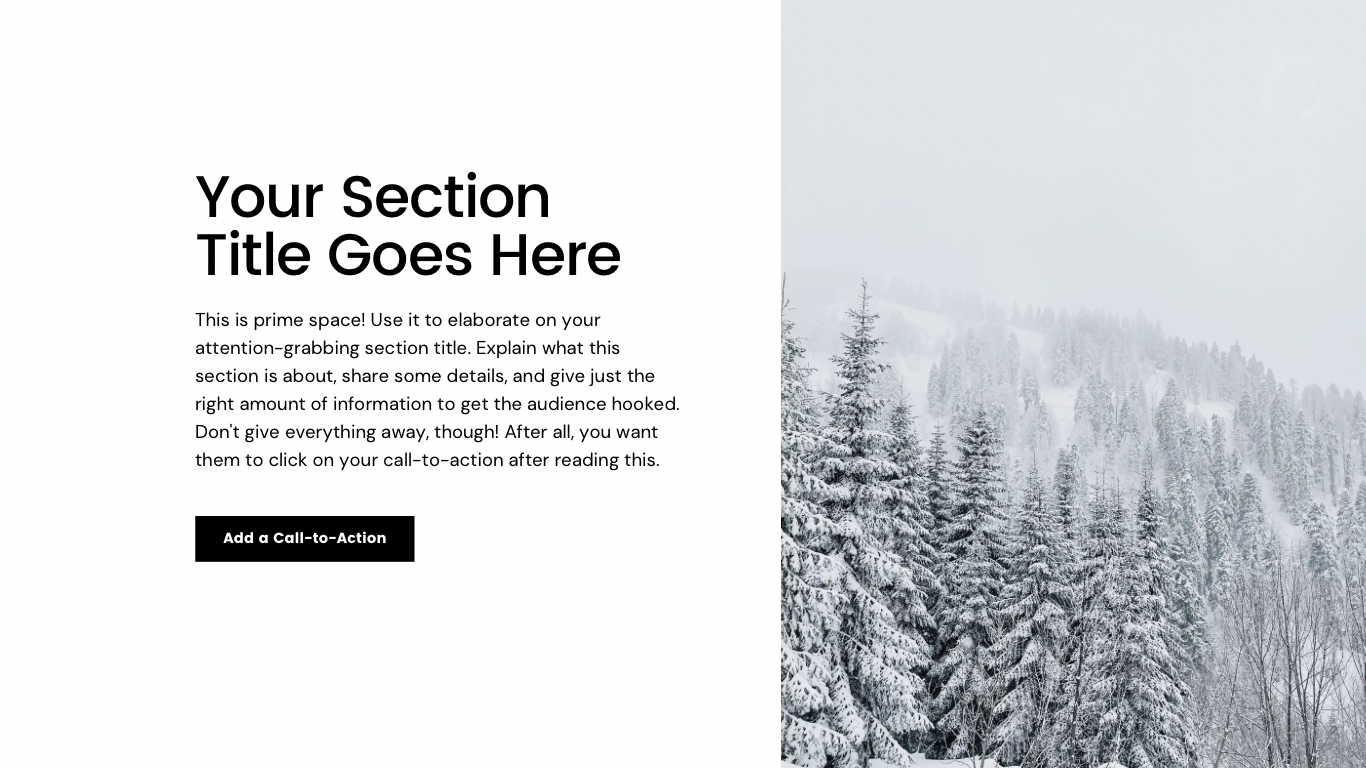 Your Section
Title Goes Here
This is prime space! Use it to elaborate on your
attention-grabbing section title. Explain what this
section is about, share some details, and give just the
right amount of information to get the audience hooked.
Don't give everything away, though! After all, you want
them to click on your call-to-action after reading this.
Add a Call-to-Action